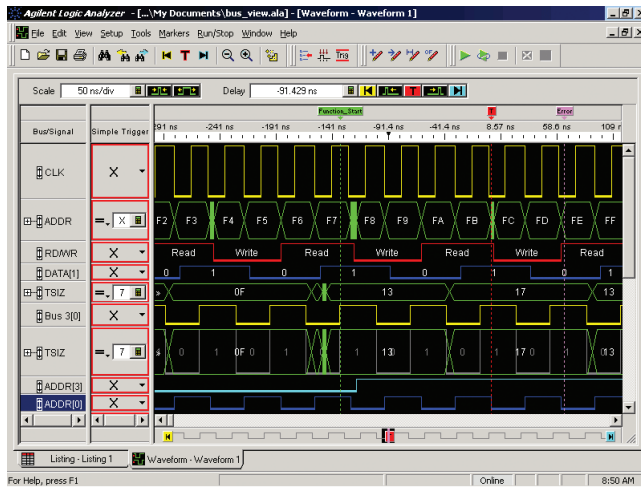 Agilent Logic Analyzer - [...\My Documents\bus_view.ala] - [Waveform - Waveform 1]
File Edit View Setup Tools Markers Run/Stop Window Help
Trig
Scale 50 ns/div Delay -91.429 ns T
Function_Start T Error
Bus/Signal Simple Trigger 291 ns -241 ns -191 ns -141 ns -91.4 ns -41.4 ns 8.57 ns 58.6 ns 109 r
CLK X
ADDR = X F2 F3 F4 F5 F6 F7 F8 F9 FA FB FC FD FE FF
RD/WR X Read Write Read Write Read Write Read
DATA[1] X 0 1 0 1 0 1 0 1
TSIZ = 7 » 0F 13 17 13
Bus 3[0] X
TSIZ = 7 0 1 0F 0 1 1 13 1 0 1 17 0 1
ADDR[3] X
ADDR[0] X
Listing - Listing 1 Waveform - Waveform 1
For Help, press F1 Online 8:50 AM